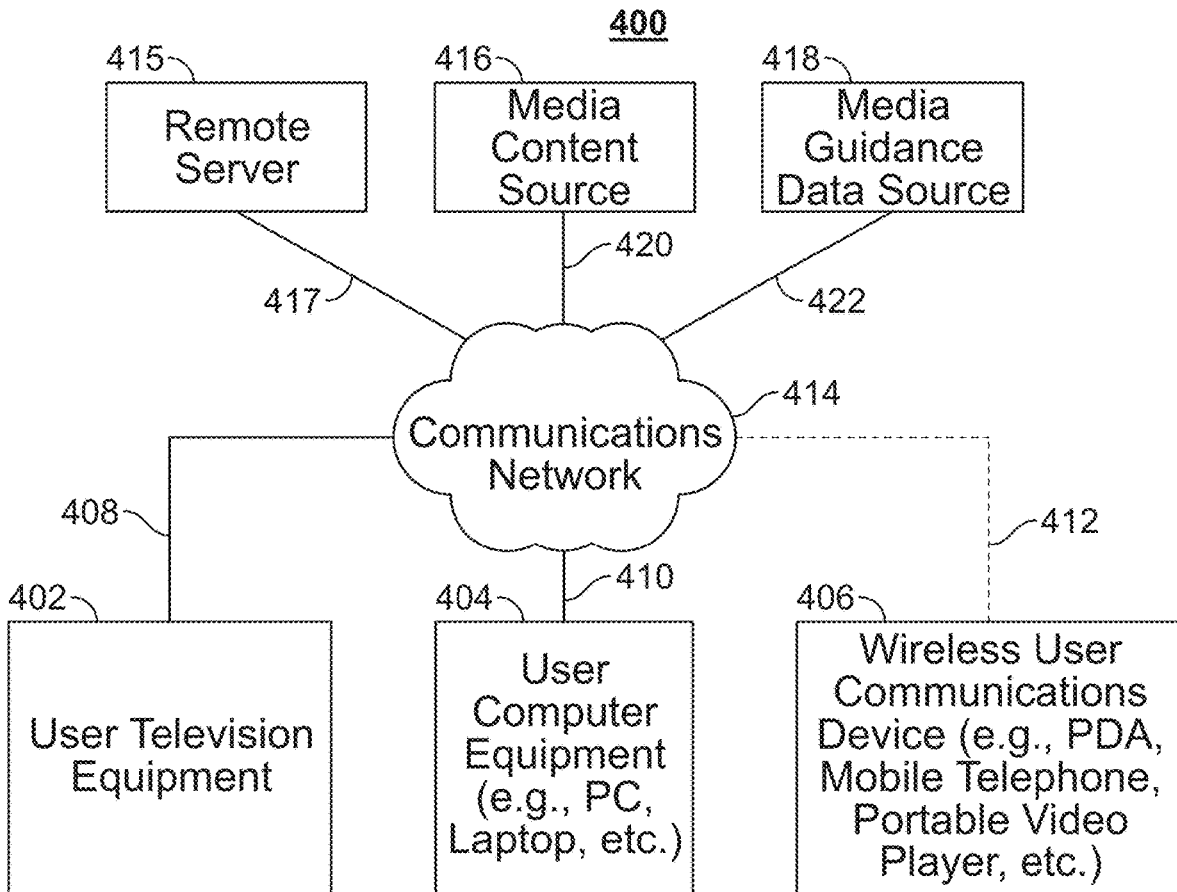 400
415
416
418
Remote
Server
Media
Content
Source
Media
Guidance
Data Source
417
420
422
414
Communications
Network
408
410
412
402
404
406
User Television
Equipment
User
Computer
Equipment
(e.g., PC,
Laptop, etc.)
Wireless User
Communications
Device (e.g., PDA,
Mobile Telephone,
Portable Video
Player, etc.)